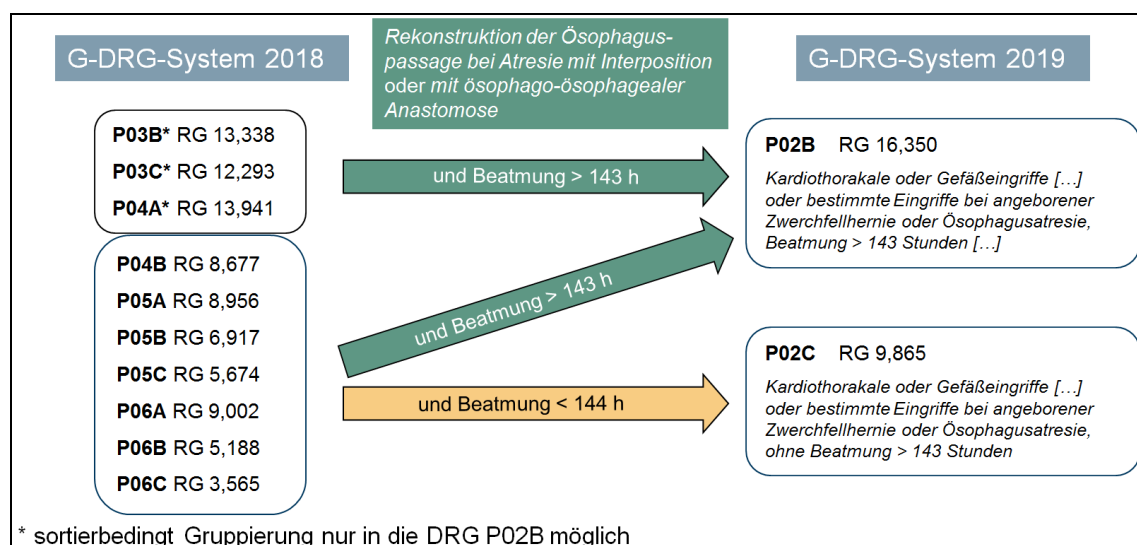 G-DRG-System 2018
Rekonstruktion der Ösophagus-
passage bei Atresie mit Interposition
oder mit ösophago-ösophagealer
Anastomose
G-DRG-System 2019
P03B* RG 13,338
P03C* RG 12,293
P04A* RG 13,941
und Beatmung > 143 h
P02B RG 16,350
Kardiothorakale oder Gefäßeingriffe […]
oder bestimmte Eingriffe bei angeborener
Zwerchfellhernie oder Ösophagusatresie,
Beatmung > 143 Stunden […]
P04B RG 8,677
P05A RG 8,956
P05B RG 6,917
P05C RG 5,674
P06A RG 9,002
P06B RG 5,188
P06C RG 3,565
und Beatmung > 143 h
und Beatmung < 144 h
P02C RG 9,865
Kardiothorakale oder Gefäßeingriffe […]
oder bestimmte Eingriffe bei angeborener
Zwerchfellhernie oder Ösophagusatresie,
ohne Beatmung > 143 Stunden
* sortierbedingt Gruppierung nur in die DRG P02B möglich